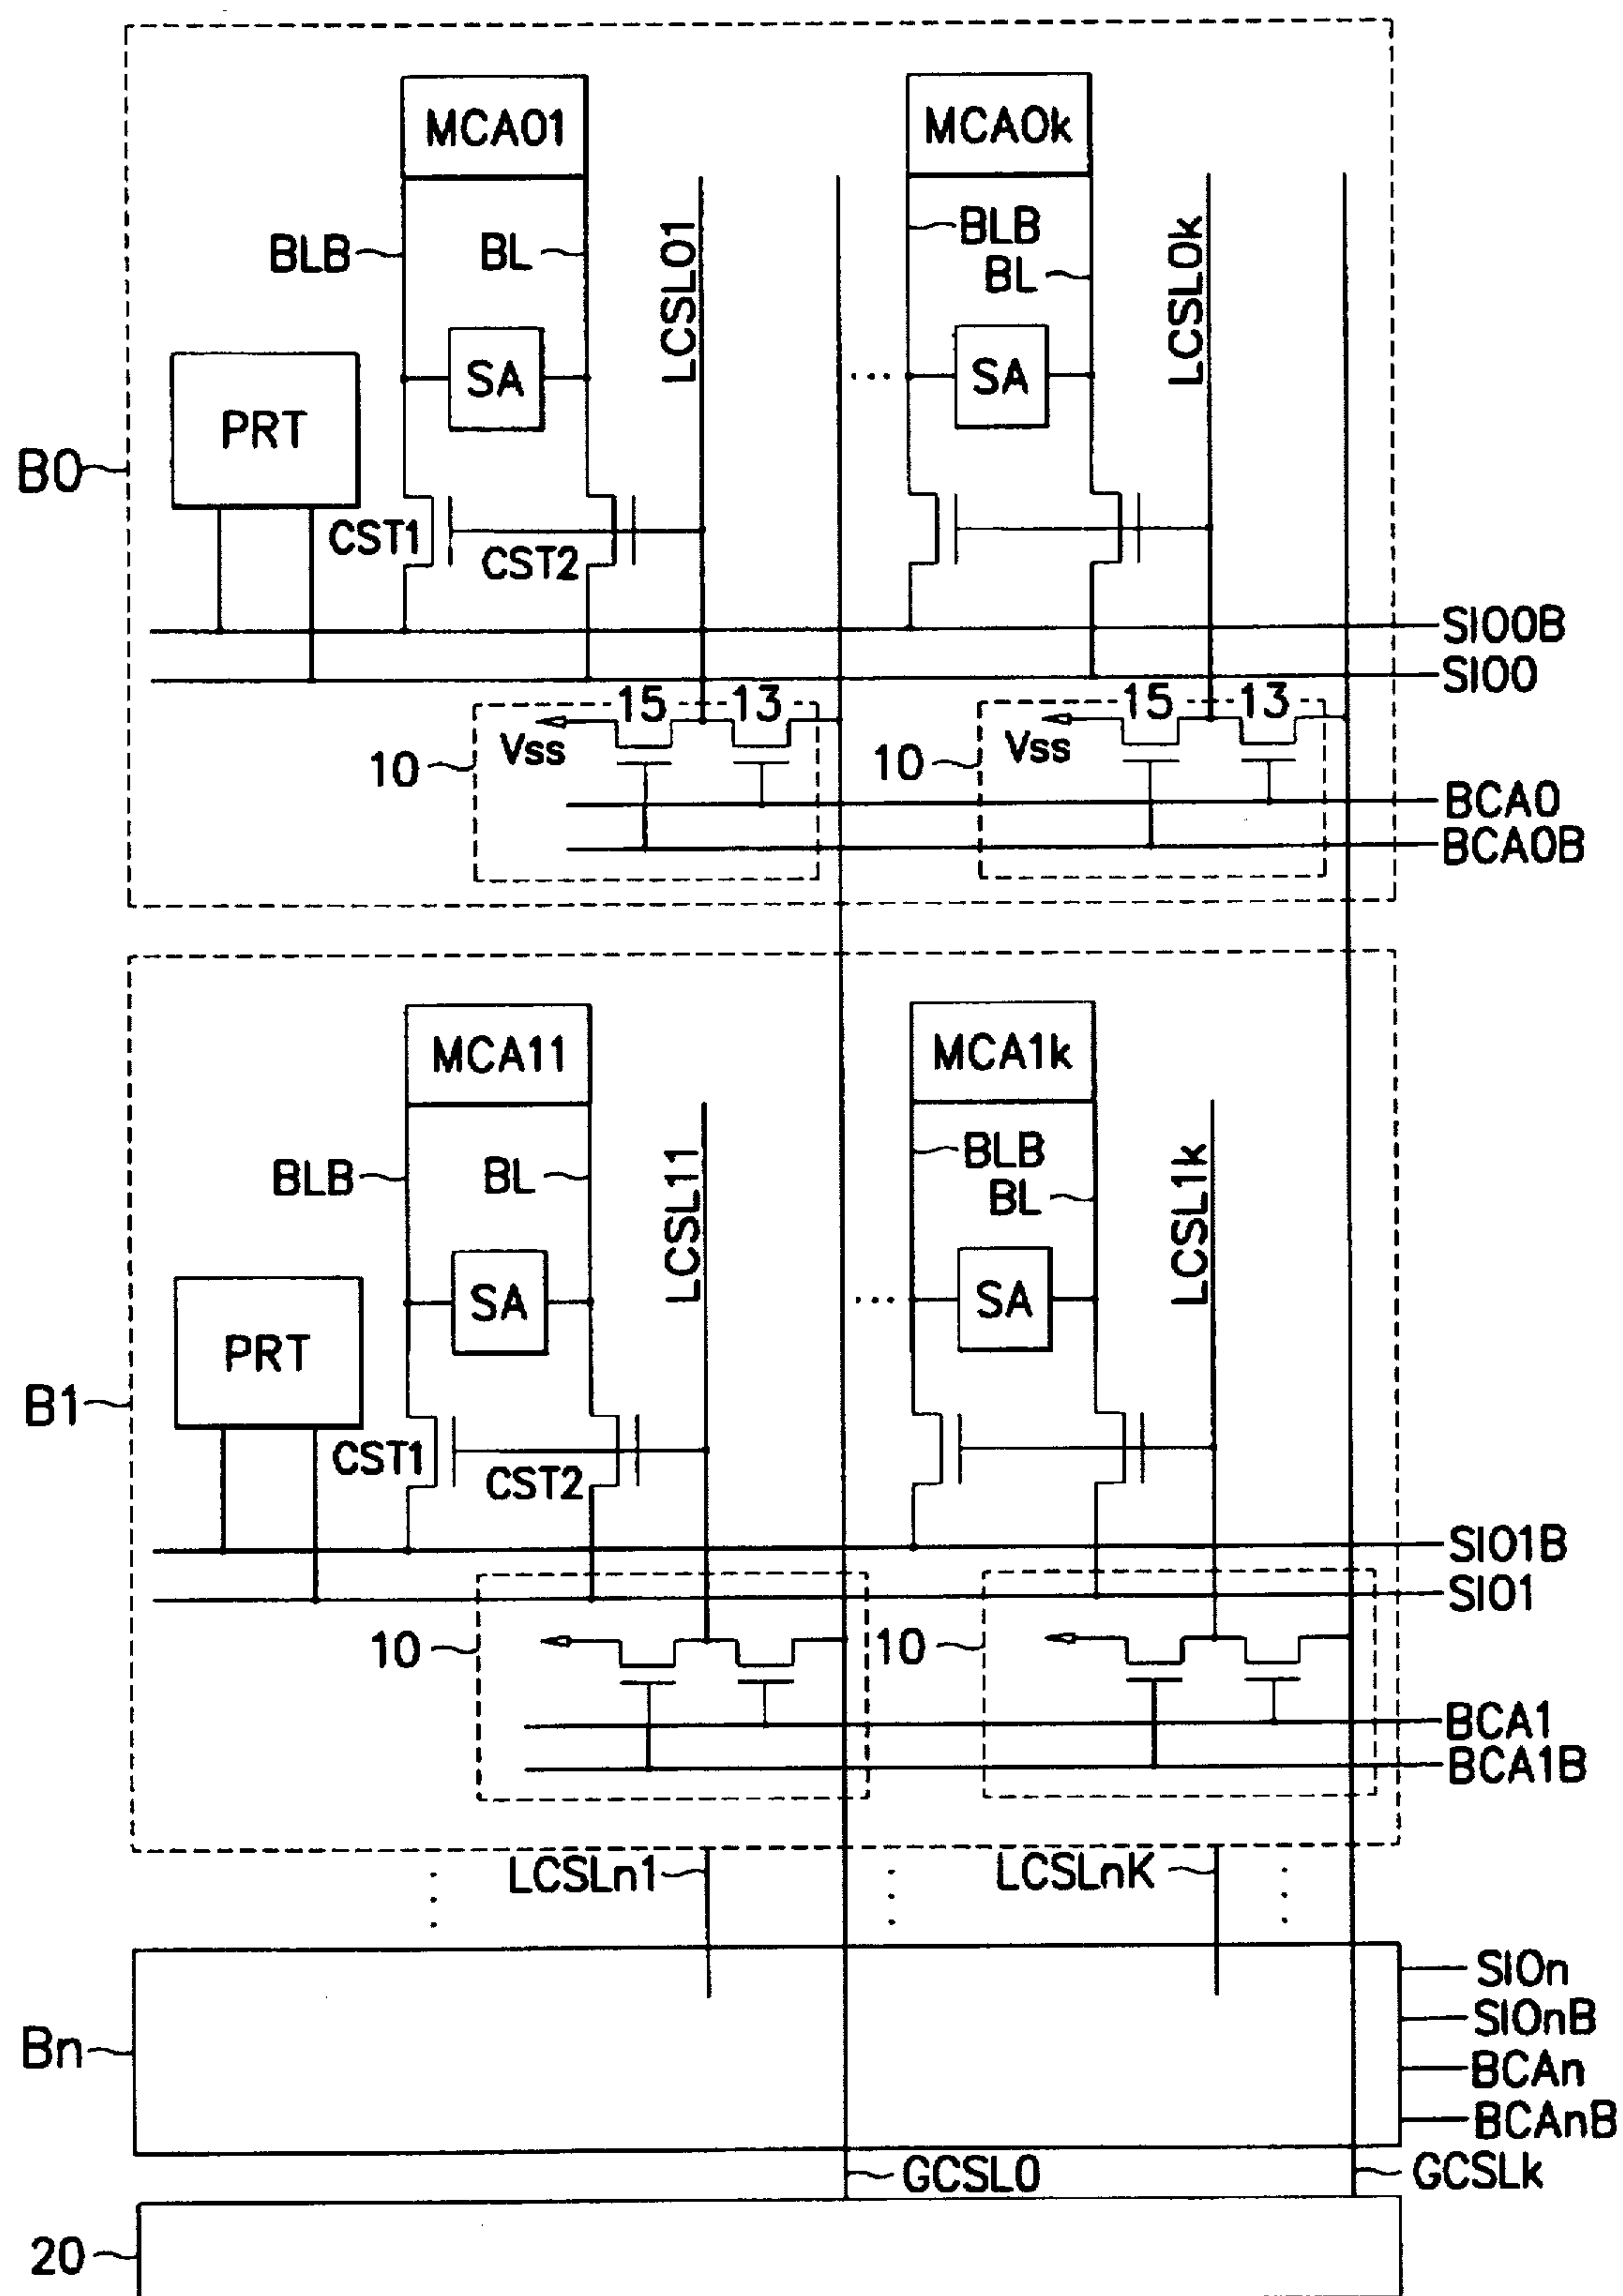 MCA01
MCA0k
BLB
BL
LCSL01
BLB
BL
LCSL0k
SA
SA
PRT
B0
CST1
CST2
SIO0B
SIO0
15
13
15
13
Vss
Vss
10
10
BCA0
BCA0B
MCA11
MCA1k
BLB
BL
LCSL11
BLB
BL
LCSL1k
SA
SA
PRT
B1
CST1
CST2
SIO1B
SIO1
10
10
BCA1
BCA1B
LCSLn1
LCSLnK
SIOn
SIOnB
Bn
BCAn
BCAnB
GCSL0
GCSLk
20